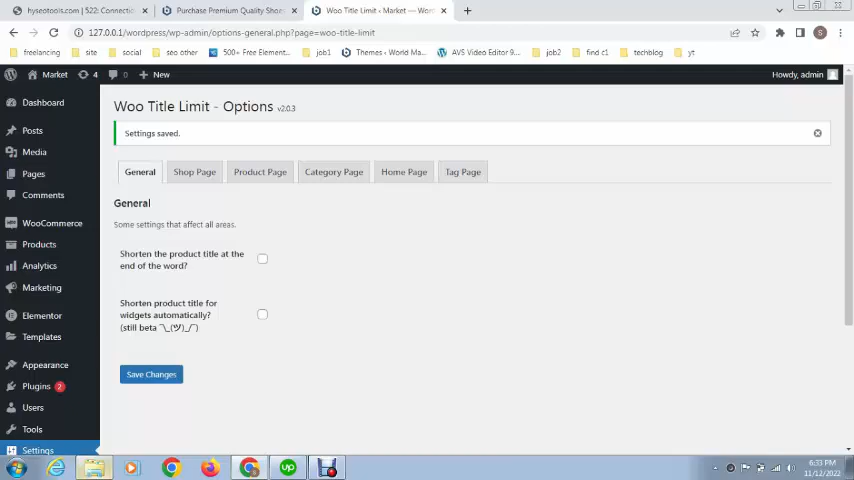 hyseotools.com | 522: Connectio
Purchase Premium Quality Shoe
Woo Title Limit ‹ Market — Wor
127.0.0.1/wordpress/wp-admin/options-general.php?page=woo-title-limit
freelancing
site
social
seo other
500+ Free Element...
job1
Themes ‹ World Ma...
AVS Video Editor 9....
job2
find c1
techblog
yt
Market
4
0
New
Howdy, admin
Dashboard
Posts
Media
Pages
Comments
WooCommerce
Products
Analytics
Marketing
Elementor
Templates
Appearance
Plugins 2
Users
Tools
Settings
Woo Title Limit - Options v2.0.3
Settings saved.
General
Shop Page
Product Page
Category Page
Home Page
Tag Page
General
Some settings that affect all areas.
Shorten the product title at the
end of the word?
Shorten product title for
widgets automatically?
(still beta ¯\_(ツ)_/¯)
Save Changes
6:33 PM
11/12/2022